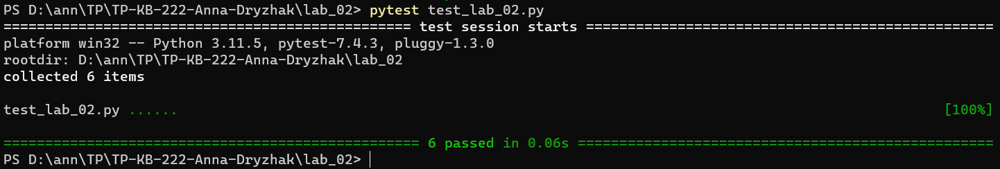 PS D:\ann\TP\TP-KB-222-Anna-Dryzhak\lab_02> pytest test_lab_02.py
================================================= test session starts =================================================
platform win32 -- Python 3.11.5, pytest-7.4.3, pluggy-1.3.0
rootdir: D:\ann\TP\TP-KB-222-Anna-Dryzhak\lab_02
collected 6 items

test_lab_02.py ...... [100%]

================================================== 6 passed in 0.06s ==================================================
PS D:\ann\TP\TP-KB-222-Anna-Dryzhak\lab_02>